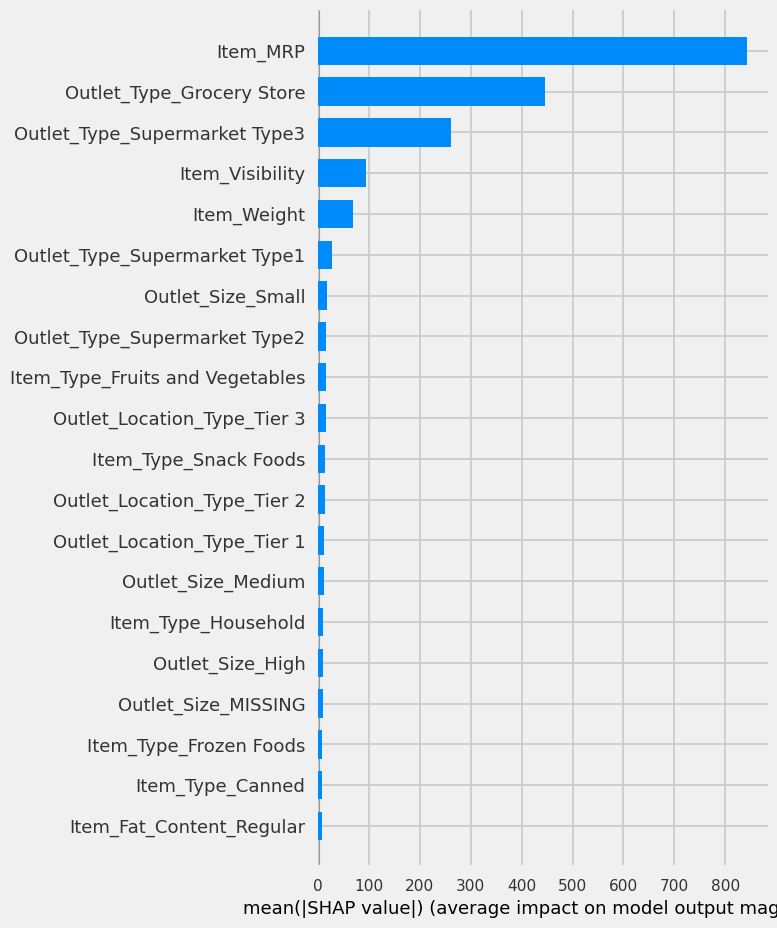 Item_MRP
Outlet_Type_Grocery Store
Outlet_Type_Supermarket Type3
Item_Visibility
Item_Weight
Outlet_Type_Supermarket Type1
Outlet_Size_Small
Outlet_Type_Supermarket Type2
Item_Type_Fruits and Vegetables
Outlet_Location_Type_Tier 3
Item_Type_Snack Foods
Outlet_Location_Type_Tier 2
Outlet_Location_Type_Tier 1
Outlet_Size_Medium
Item_Type_Household
Outlet_Size_High
Outlet_Size_MISSING
Item_Type_Frozen Foods
Item_Type_Canned
Item_Fat_Content_Regular
0 100 200 300 400 500 600 700 800
mean(|SHAP value|) (average impact on model output mag